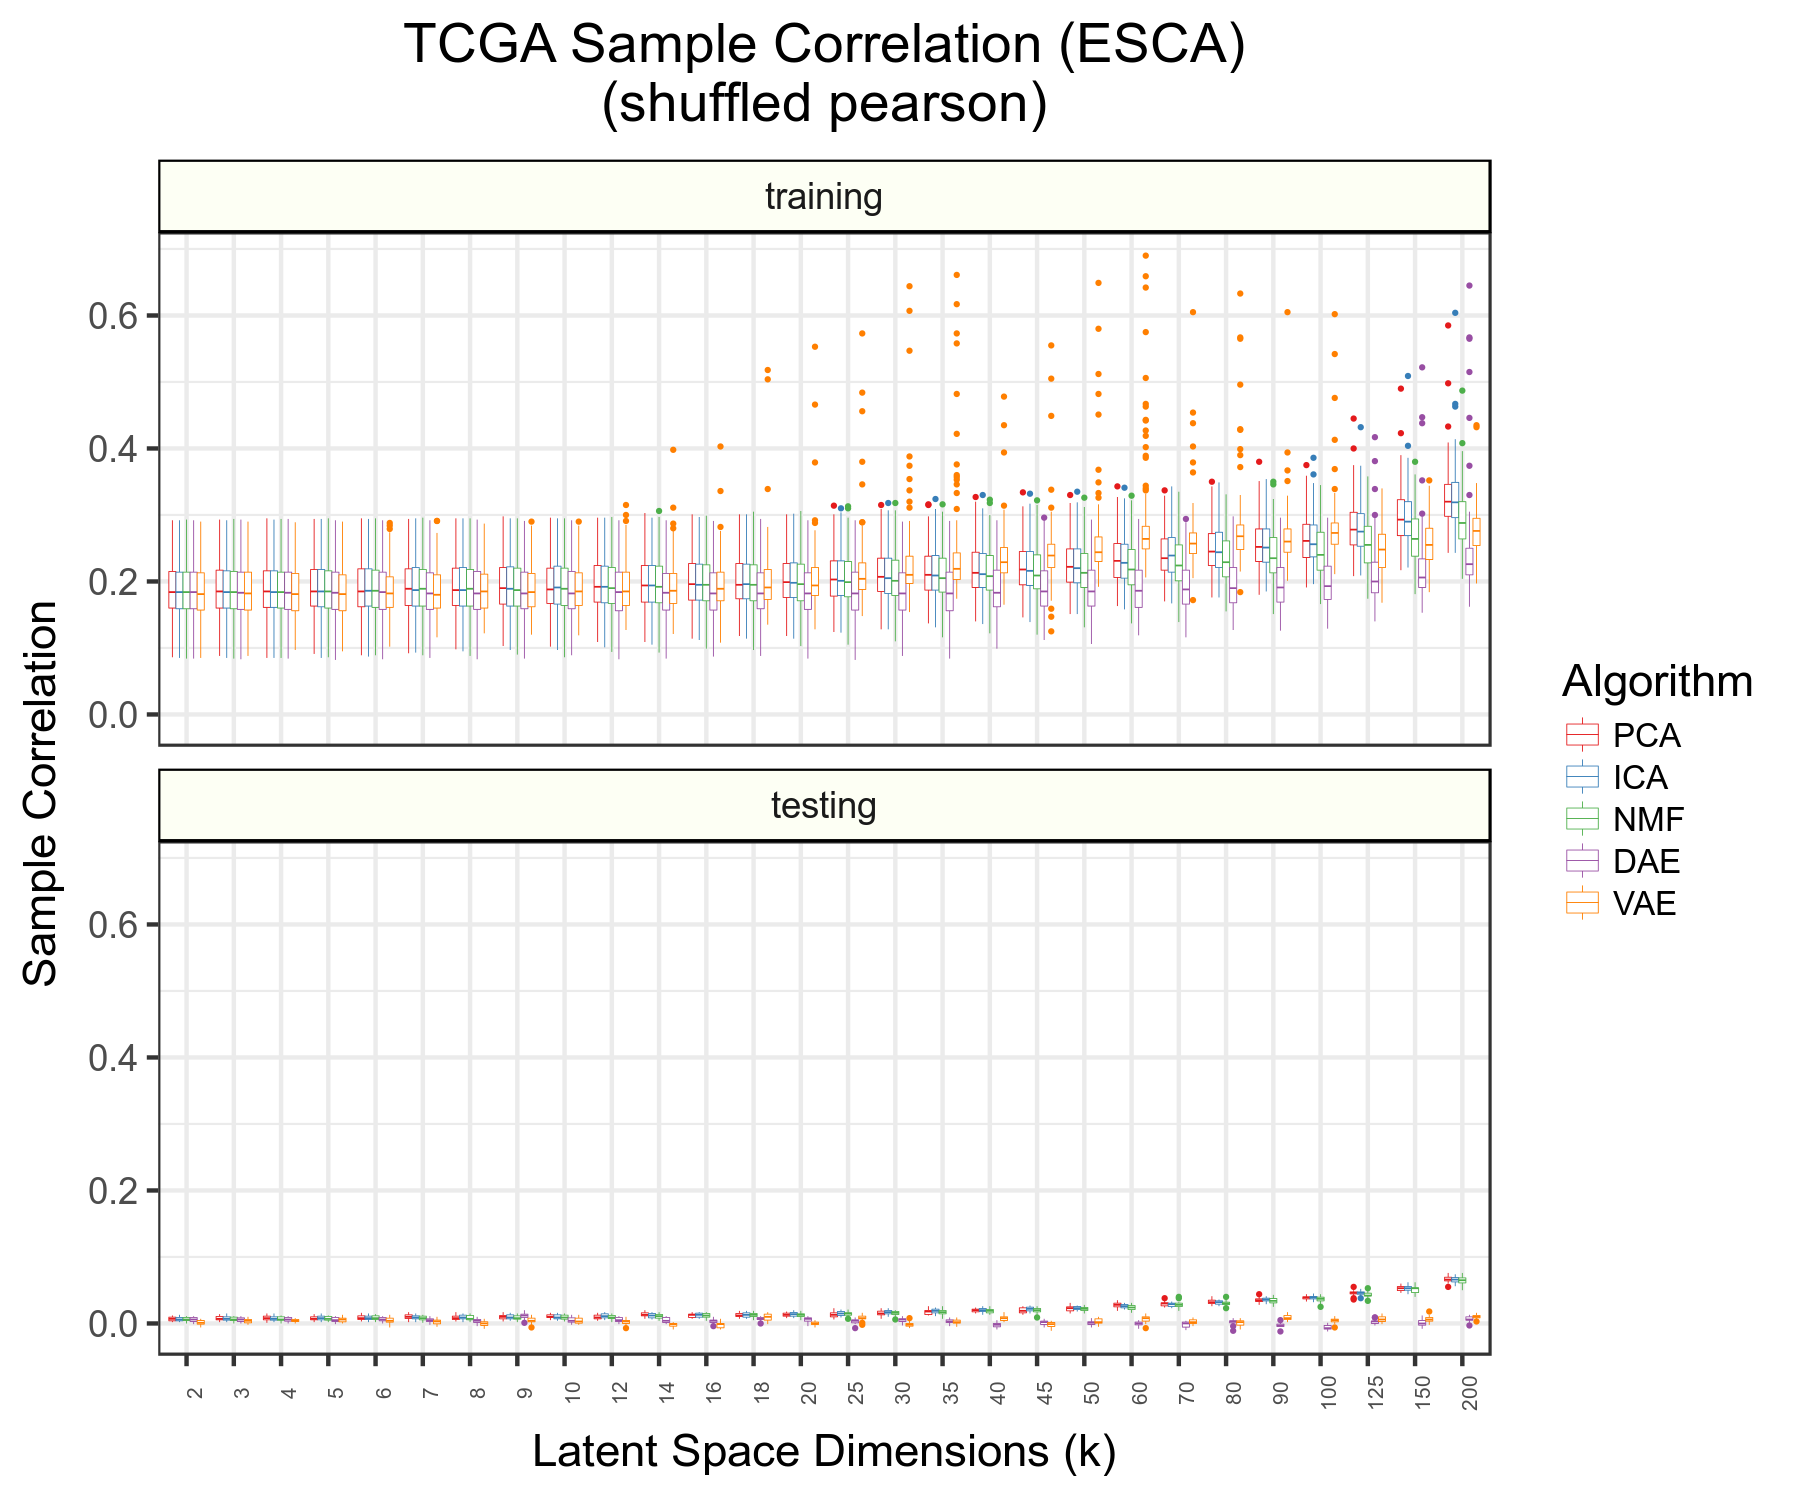 TCGA Sample Correlation (ESCA)
(shuffled pearson)
training
0.6
0.4
0.2
0.0
testing
0.6
0.4
0.2
0.0
Sample Correlation
2 3 4 5 6 7 8 9 10 12 14 16 18 20 25 30 35 40 45 50 60 70 80 90 100 125 150 200
Latent Space Dimensions (k)
Algorithm
PCA
ICA
NMF
DAE
VAE